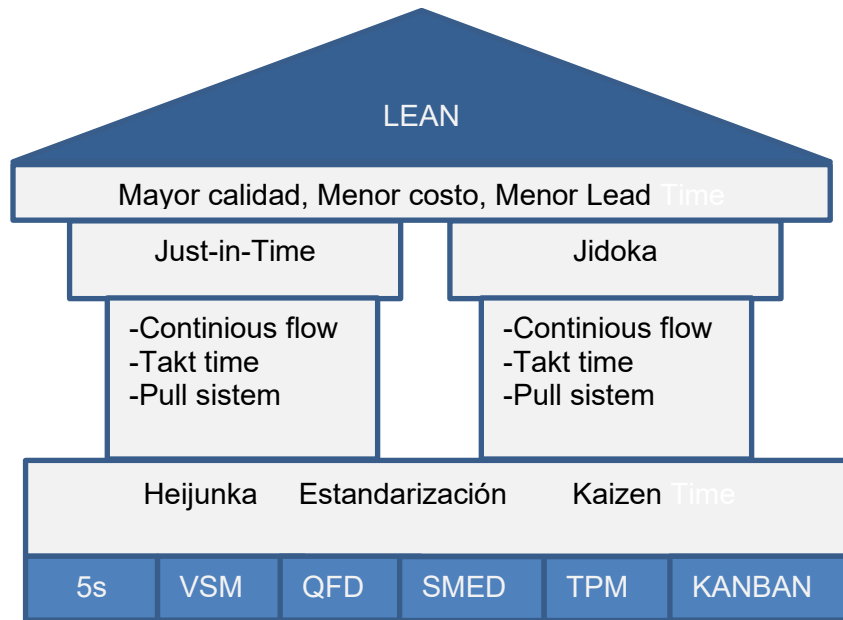 LEAN
Mayor calidad, Menor costo, Menor Lead Time
Just-in-Time
Jidoka
-Continious flow
-Takt time
-Pull sistem
-Continious flow
-Takt time
-Pull sistem
Heijunka Estandarización Kaizen Time
5s VSM QFD SMED TPM KANBAN